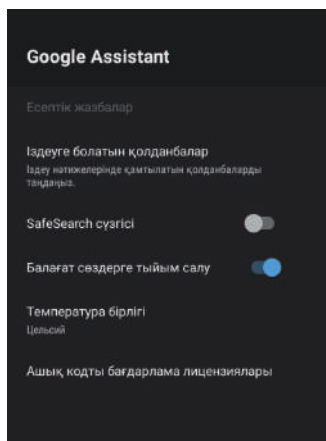 Google Assistant
Есептік жазбалар
Іздеуге болатын қолданбалар
Іздеу нәтижелерінде қамтылатын қолданбаларды
таңдаңыз.
SafeSearch сүзгісі
Балағат сөздерге тыйым салу
Температура бірлігі
Цельсий
Ашық кодты бағдарлама лицензиялары